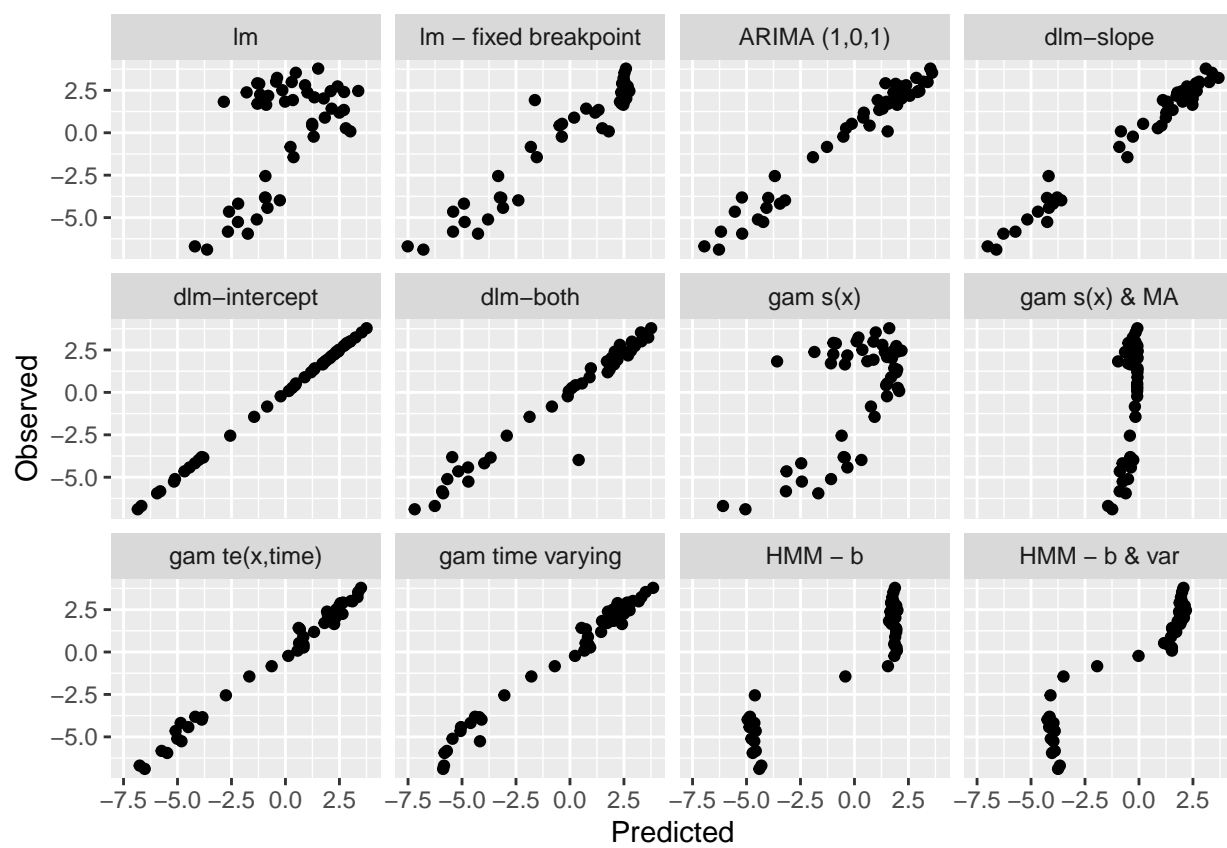 lm
lm − fixed breakpoint
ARIMA (1,0,1)
dlm−slope
2.5
0.0
−2.5
−5.0
dlm−intercept
dlm−both
gam s(x)
gam s(x) & MA
2.5
0.0
−2.5
−5.0
gam te(x,time)
gam time varying
HMM − b
HMM − b & var
2.5
0.0
−2.5
−5.0
−7.5 −5.0 −2.5 0.0 2.5
−7.5 −5.0 −2.5 0.0 2.5
−7.5 −5.0 −2.5 0.0 2.5
−7.5 −5.0 −2.5 0.0 2.5
Predicted
Observed